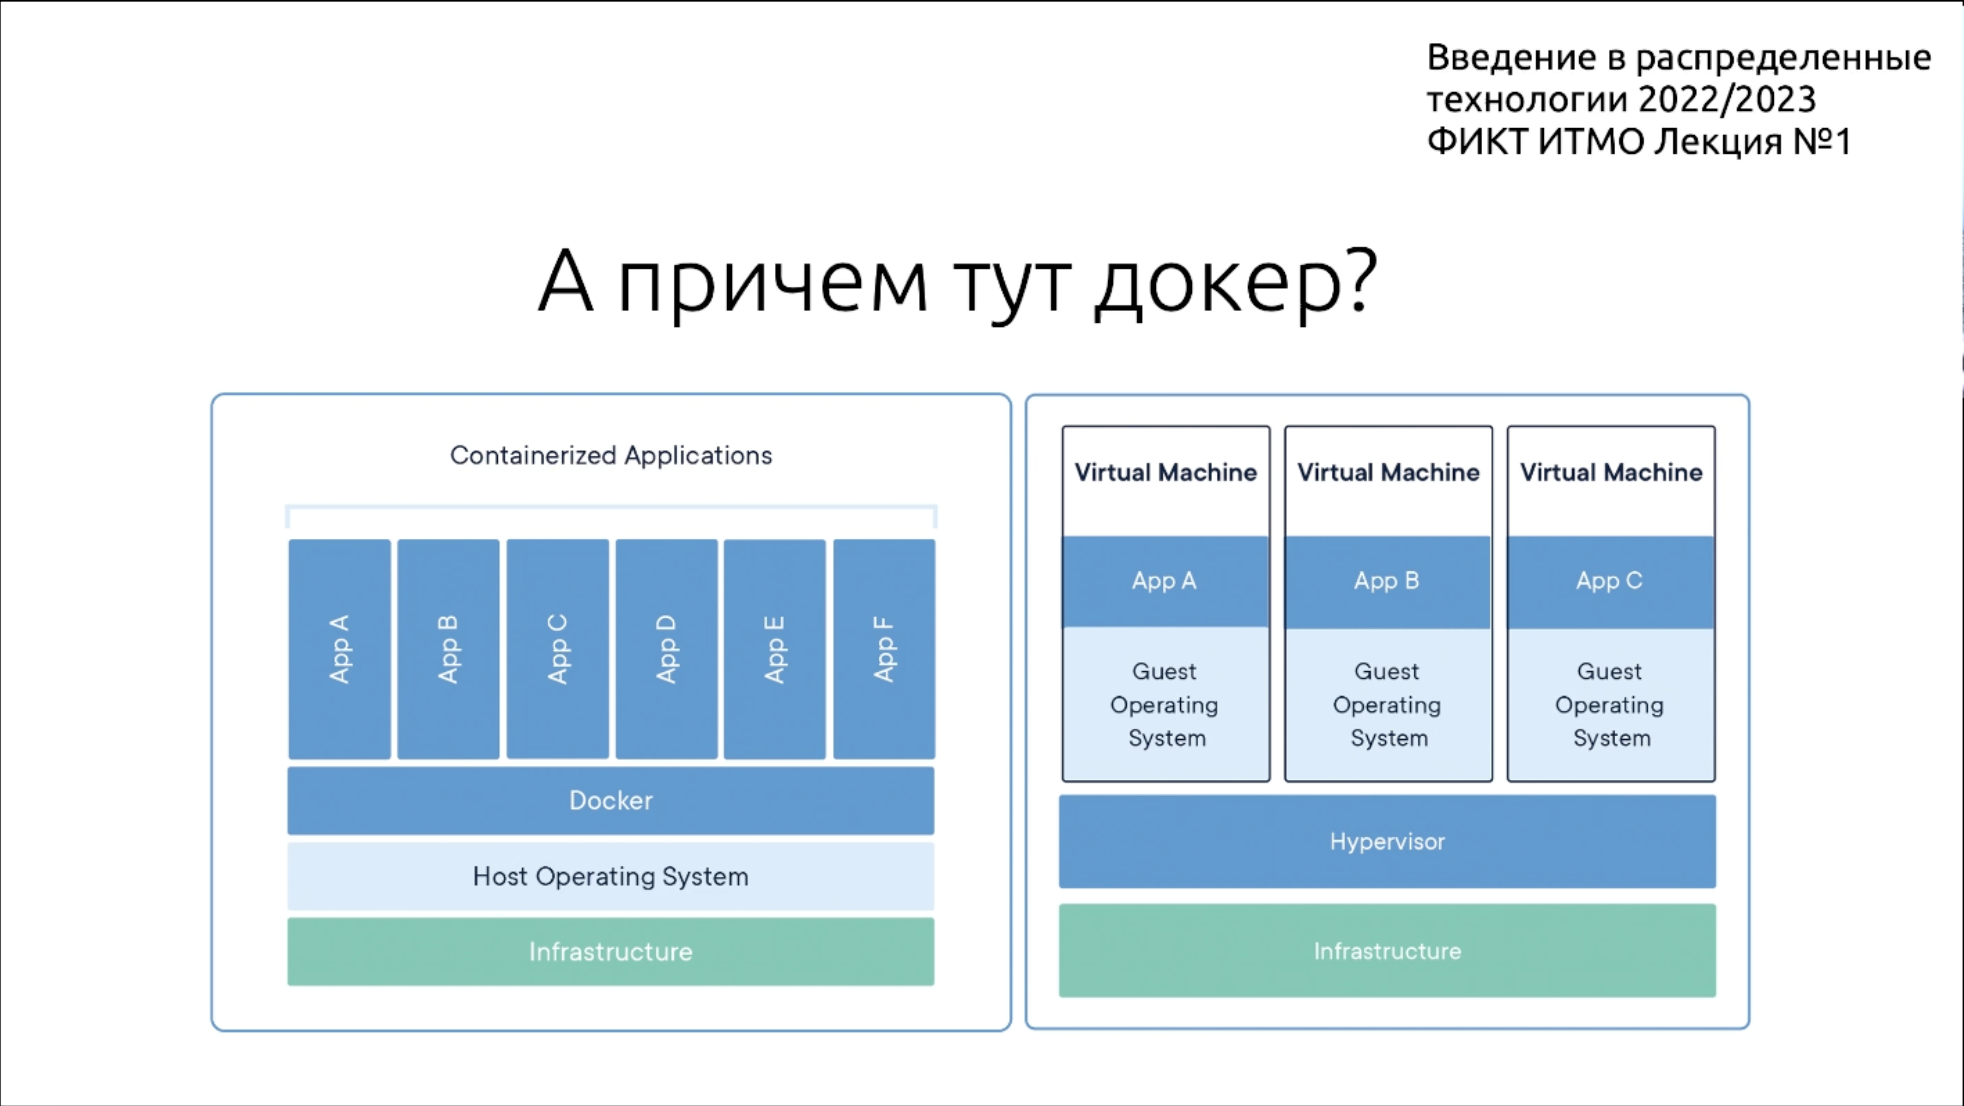 Введение в распределенные
технологии 2022/2023
ФИКТ ИТМО Лекция №1
А причем тут докер?
Containerized Applications
App A
App B
App C
App D
App E
App F
Docker
Host Operating System
Infrastructure
Virtual Machine
App A
Guest
Operating
System
Virtual Machine
App B
Guest
Operating
System
Virtual Machine
App C
Guest
Operating
System
Hypervisor
Infrastructure